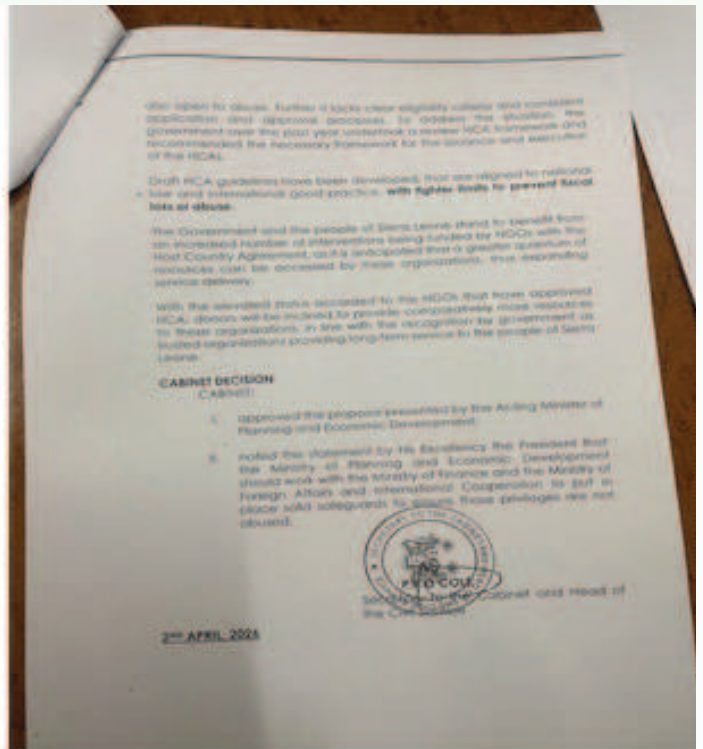 also open to abuse. Further it lacks clear eligibility criteria and consistent
application and approval processes. To address the situation, the
government over the past year undertook a review HCA framework and
recommended the necessary framework for the issuance and execution
of the HCAs.
Draft HCA guidelines have been developed, that are aligned to national
law and international good practice, with tighter limits to prevent fiscal
loss or abuse.
The Government and the people of Sierra Leone stand to benefit from
an increased number of interventions being funded by NGOs with the
Host Country Agreement, as it is anticipated that a greater quantum of
resources can be accessed by these organizations, thus expanding
service delivery.
With the elevated status accorded to the NGOs that have approved
HCA, donors will be inclined to provide comparatively more resources
to these organisations, in line with the recognition by government as
trusted organisations providing long-term service to the people of Sierra
Leone.
CABINET DECISION
CABINET:
i. approved the proposal presented by the Acting Minister of
Planning and Economic Development
ii. noted the statement by His Excellency the President that
the Ministry of Planning and Economic Development
should work with the Ministry of Finance and the Ministry of
Foreign Affairs and International Cooperation to put in
place solid safeguards to ensure those privileges are not
abused.
SECRETARY TO THE CABINET
COLE
Secretary to the Cabinet and Head of
the Civil Service
2ND APRIL, 2026